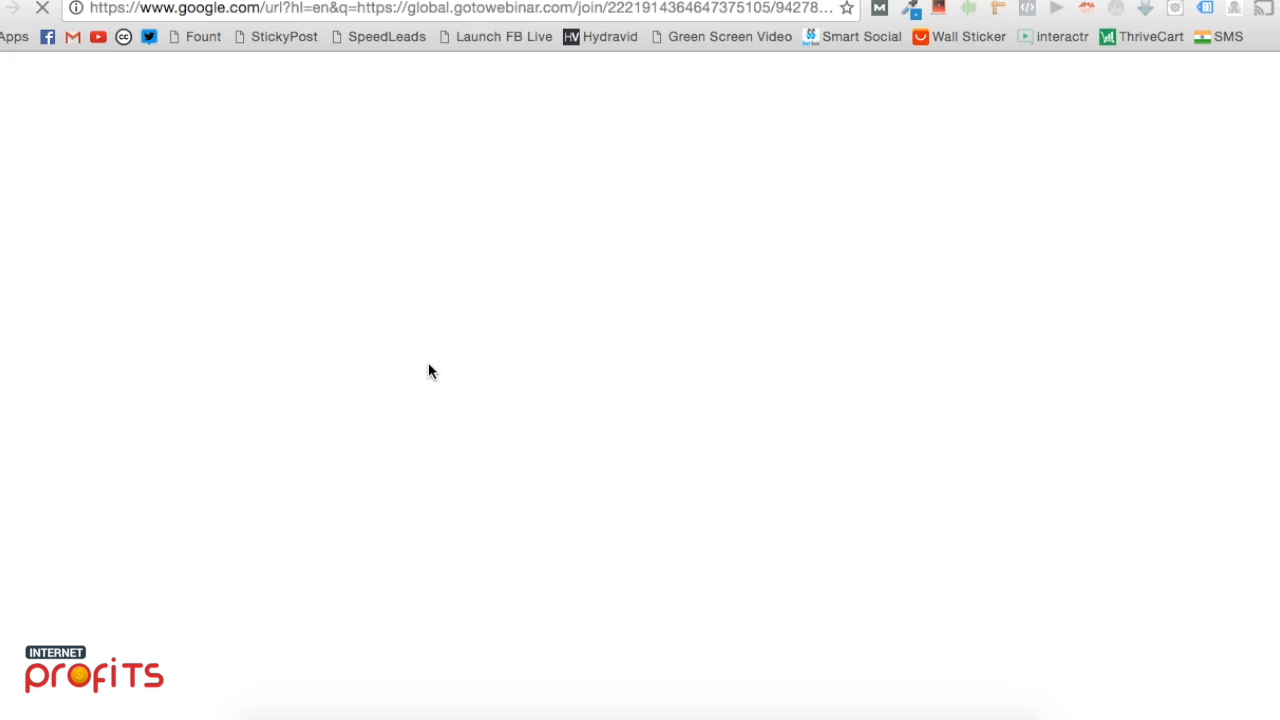 https://www.google.com/url?hl=en&q=https://global.gotowebinar.com/join/2221914364647375105/94278...
Apps Fount StickyPost SpeedLeads Launch FB Live HV Hydravid Green Screen Video Smart Social Wall Sticker interactr ThriveCart SMS
INTERNET
profits